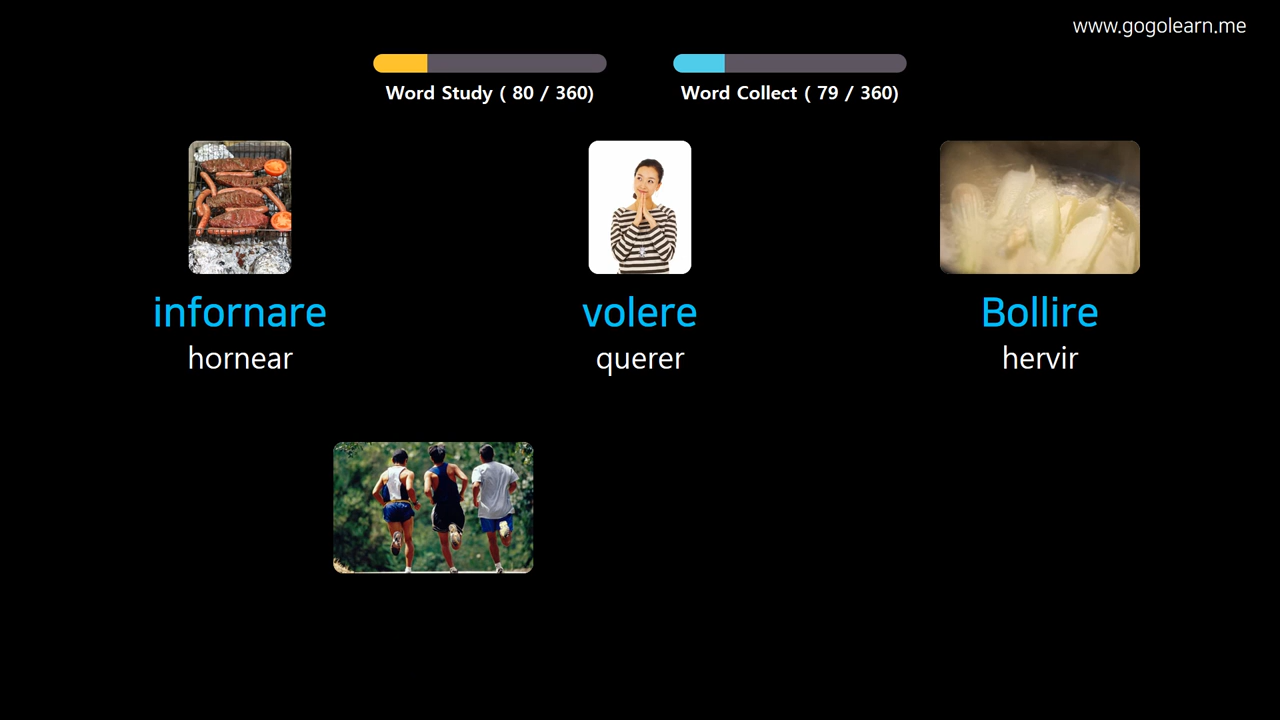 www.gogolearn.me
Word Study ( 80 / 360)
Word Collect ( 79 / 360)
infornare
hornear
volere
querer
Bollire
hervir